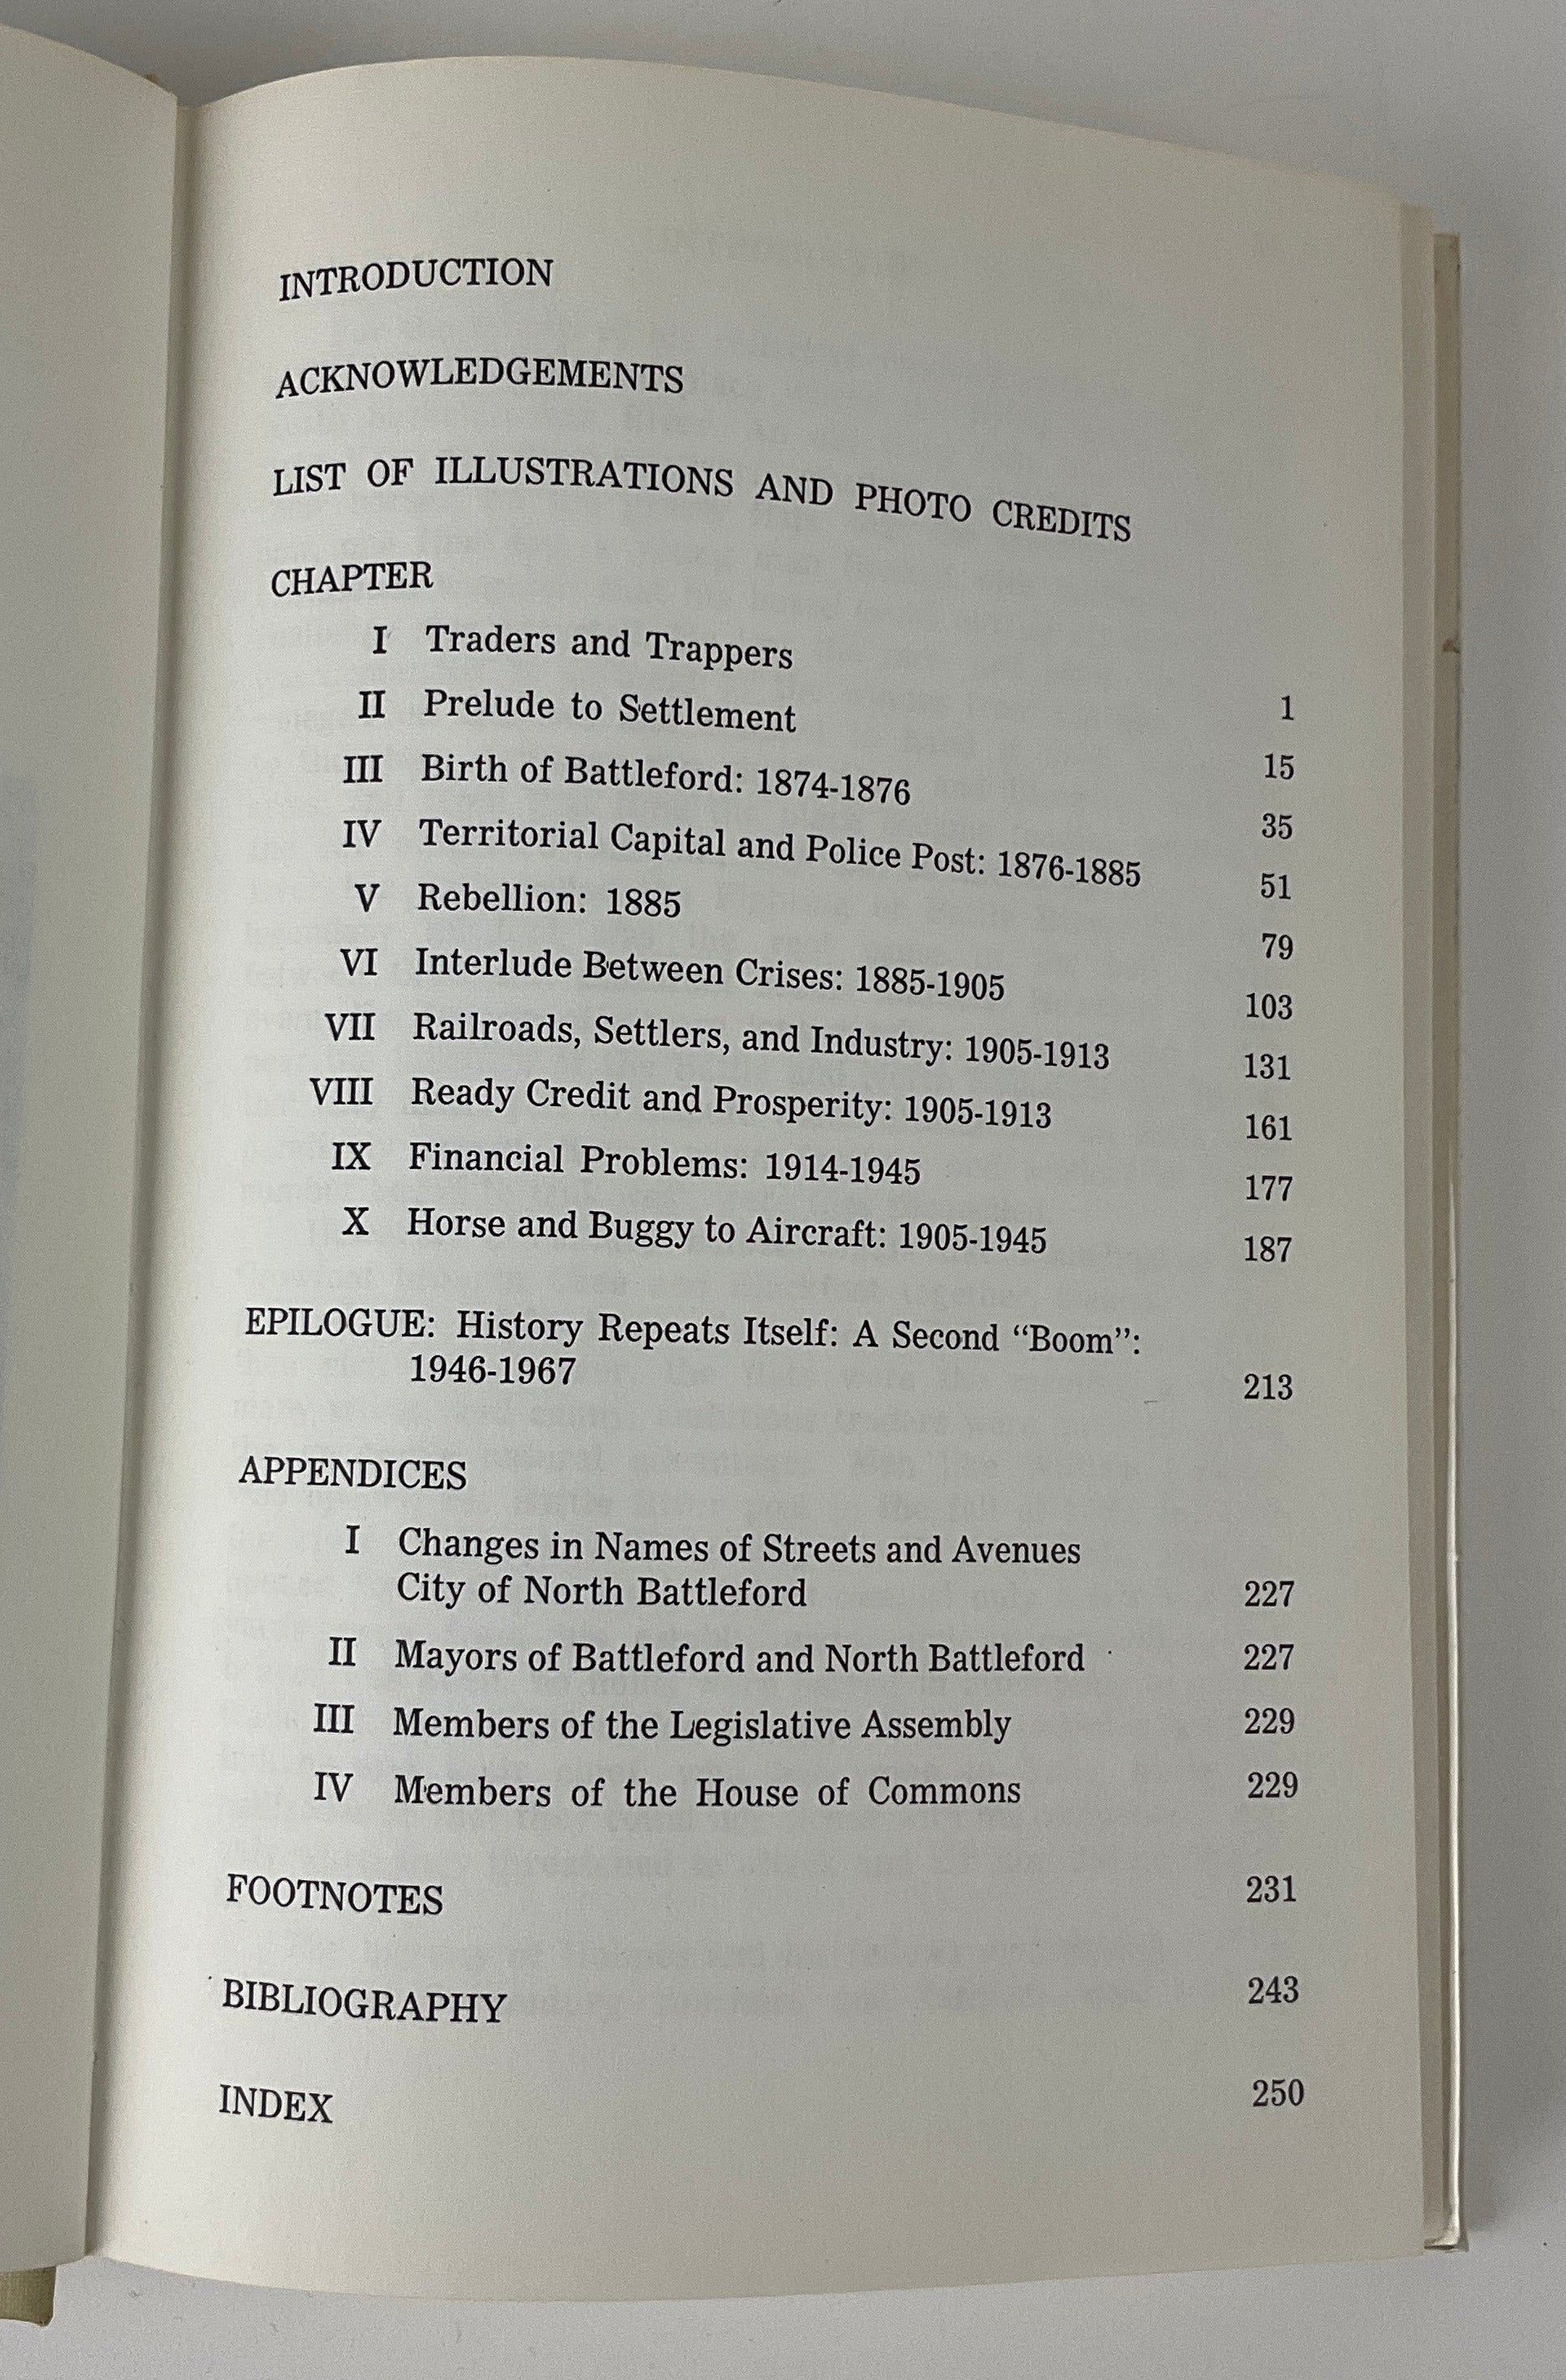 INTRODUCTION
ACKNOWLEDGEMENTS
LIST OF ILLUSTRATIONS AND PHOTO CREDITS
CHAPTER
I Traders and Trappers 1
II Prelude to Settlement 15
III Birth of Battleford: 1874-1876 35
IV Territorial Capital and Police Post: 1876-1885 51
V Rebellion: 1885 79
VI Interlude Between Crises: 1885-1905 103
VII Railroads, Settlers, and Industry: 1905-1913 131
VIII Ready Credit and Prosperity: 1905-1913 161
IX Financial Problems: 1914-1945 177
X Horse and Buggy to Aircraft: 1905-1945 187
EPILOGUE: History Repeats Itself: A Second “Boom”:
1946-1967 213
APPENDICES
I Changes in Names of Streets and Avenues
City of North Battleford 227
II Mayors of Battleford and North Battleford 227
III Members of the Legislative Assembly 229
IV Members of the House of Commons 229
FOOTNOTES 231
BIBLIOGRAPHY 243
INDEX 250